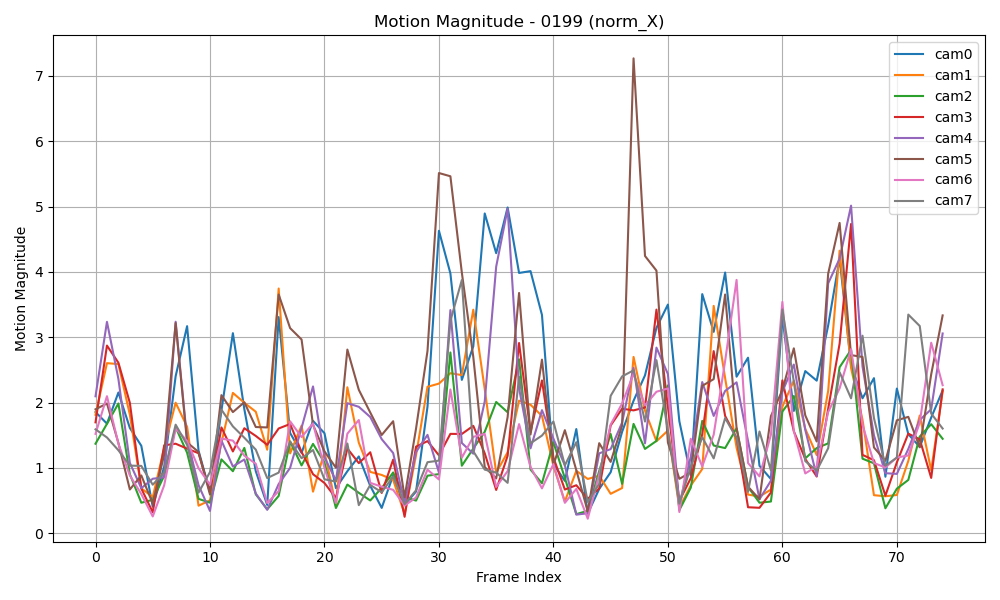 Motion Magnitude - 0199 (norm_X)
Motion Magnitude
7
6
5
4
3
2
1
0
cam0
cam1
cam2
cam3
cam4
cam5
cam6
cam7
0 10 20 30 40 50 60 70
Frame Index